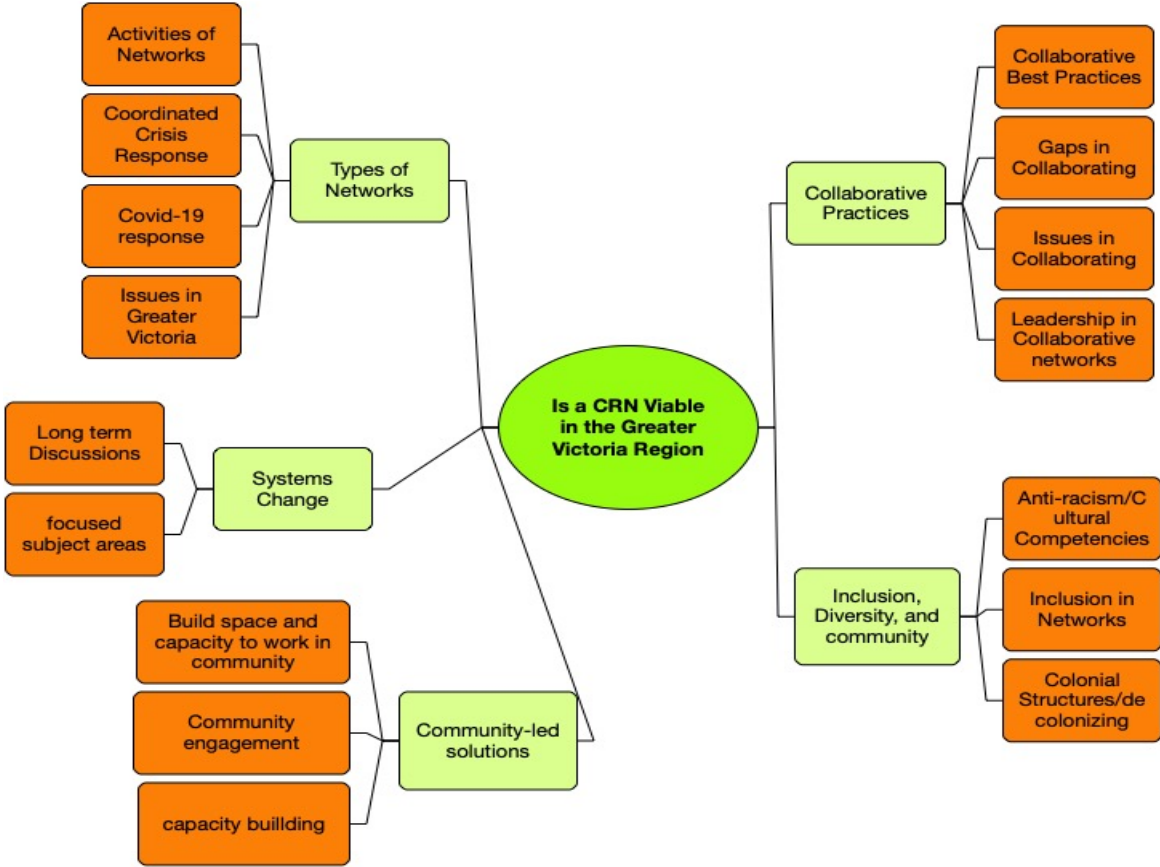 Activities of
Networks
Coordinated
Crisis
Response
Covid-19
response
Issues in
Greater
Victoria
Types of
Networks
Long term
Discussions
focused
subject areas
Systems
Change
Build space and
capacity to work in
community
Community
engagement
capacity buillding
Community-led
solutions
Is a CRN Viable
in the Greater
Victoria Region
Collaborative
Practices
Collaborative
Best Practices
Gaps in
Collaborating
Issues in
Collaborating
Leadership in
Collaborative
networks
Inclusion,
Diversity, and
community
Anti-racism/C
ultural
Competencies
Inclusion in
Networks
Colonial
Structures/de
colonizing